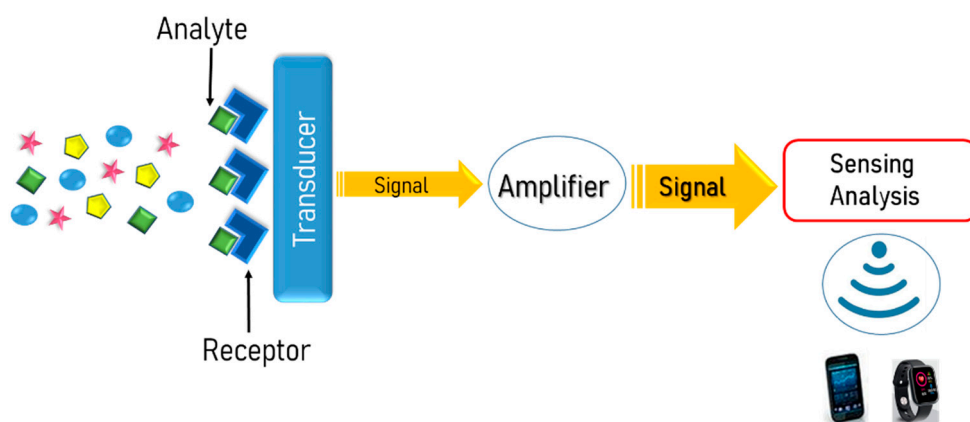 Analyte
Transducer
Signal
Amplifier
Signal
Sensing
Analysis
Receptor